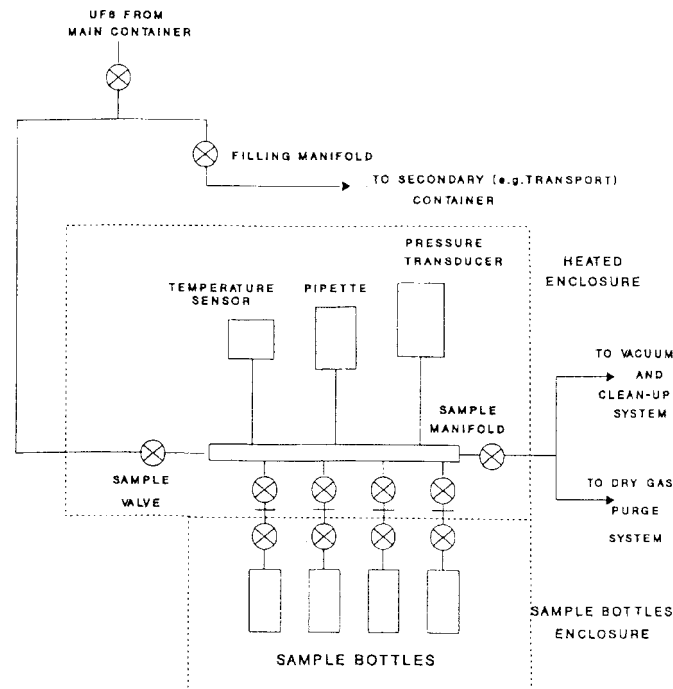 UF6 FROM
MAIN CONTAINER
FILLING MANIFOLD
TO SECONDARY (e.g.TRANSPORT)
CONTAINER
PRESSURE
TRANSDUCER
HEATED
ENCLOSURE
TEMPERATURE
SENSOR
PIPETTE
TO VACUUM
AND
CLEAN-UP
SYSTEM
SAMPLE
MANIFOLD
SAMPLE
VALVE
TO DRY GAS
PURGE
SYSTEM
SAMPLE BOTTLES
ENCLOSURE
SAMPLE BOTTLES